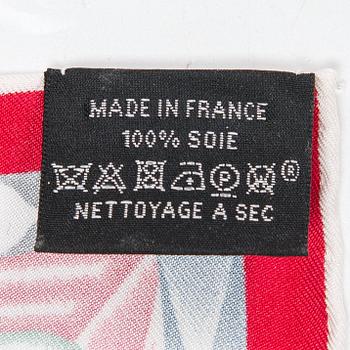 MADE IN FRANCE
100% SOIE
P ®
NETTOYAGE A SEC